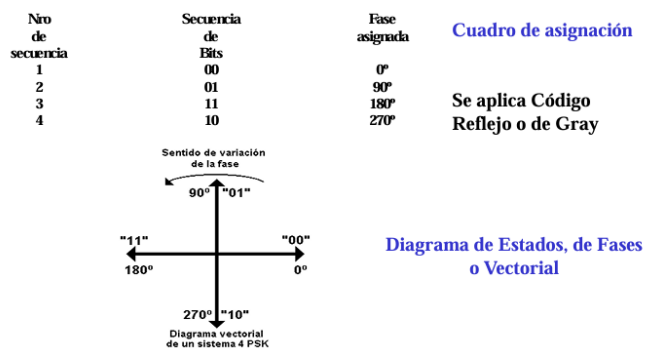 Nro de secuencia	Secuencia de Bits	Fase asignada
1	00	0º
2	01	90º
3	11	180º
4	10	270º
Cuadro de asignación
Se aplica Código
Reflejo o de Gray
Sentido de variación
de la fase
90º "01"
"11" "00"
180º 0º
270º "10"
Diagrama vectorial
de un sistema 4 PSK
Diagrama de Estados, de Fases
o Vectorial